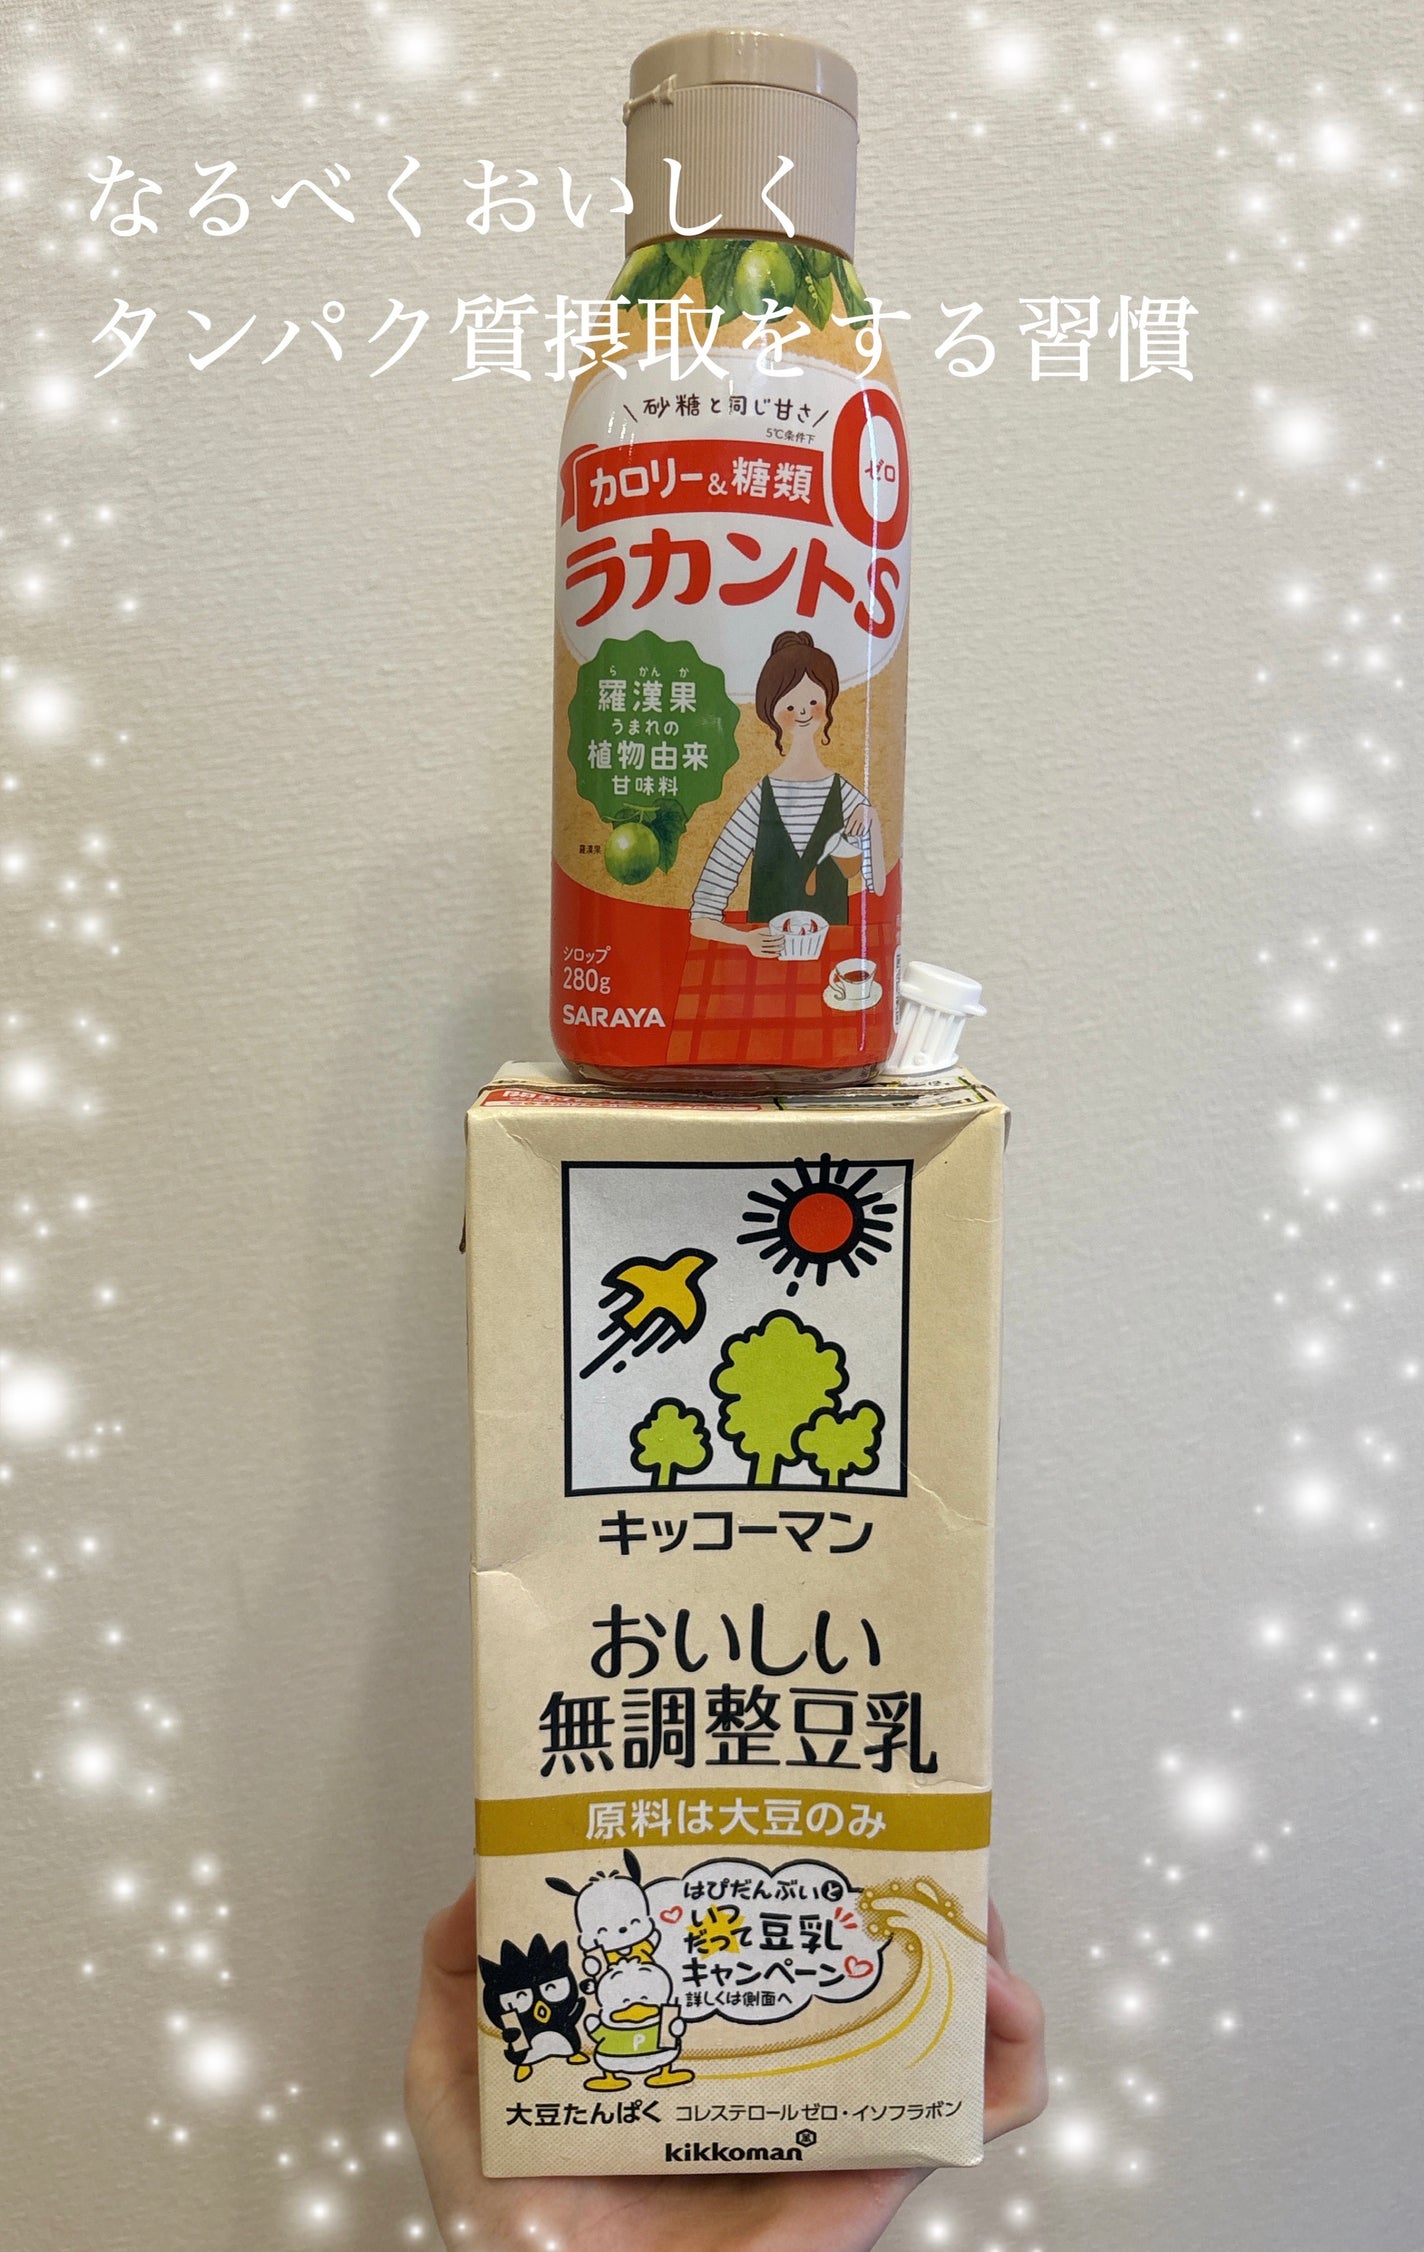 なるべくおいしく
タンパク質摂取をする習慣
砂糖と同じ甘さ
5℃条件下
カロリー&糖類
0
ゼロ
ラカントS
らかんか
羅漢果
うまれの
植物由来
甘味料
羅漢果
シロップ
280g
SARAYA
キッコーマン
おいしい
無調整豆乳
原料は大豆のみ
はぴだんぶいと
いつ
だって豆乳
キャンペーン
詳しくは側面へ
P
大豆たんぱく コレステロールゼロ・イソフラボン
kikkoman